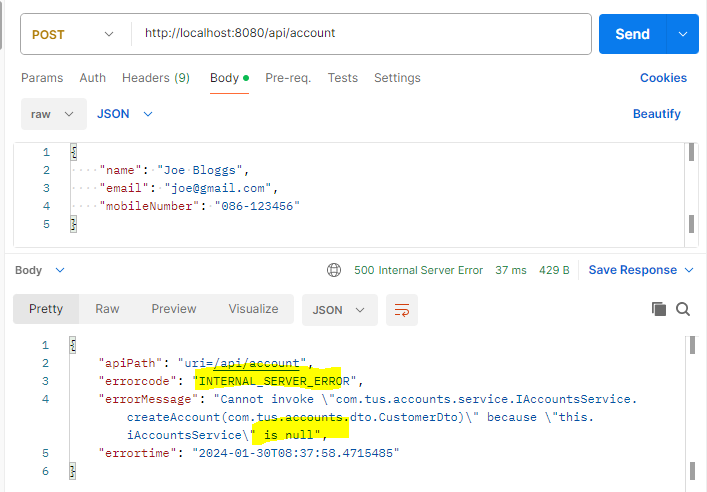 POST
http://localhost:8080/api/account
Send
Params Auth Headers (9) Body Pre-req. Tests Settings Cookies
raw JSON Beautify
1 {
2 "name": "Joe Bloggs",
3 "email": "joe@gmail.com",
4 "mobileNumber": "086-123456"
5 }
Body 500 Internal Server Error 37 ms 429 B Save Response
Pretty Raw Preview Visualize JSON
1 {
2 "apiPath": "uri=/api/account",
3 "errorcode": "INTERNAL_SERVER_ERROR",
4 "errorMessage": "Cannot invoke \"com.tus.accounts.service.IAccountsService.
createAccount(com.tus.accounts.dto.CustomerDto)\" because \"this.
iAccountsService\" is null",
5 "errortime": "2024-01-30T08:37:58.4715485"
6 }